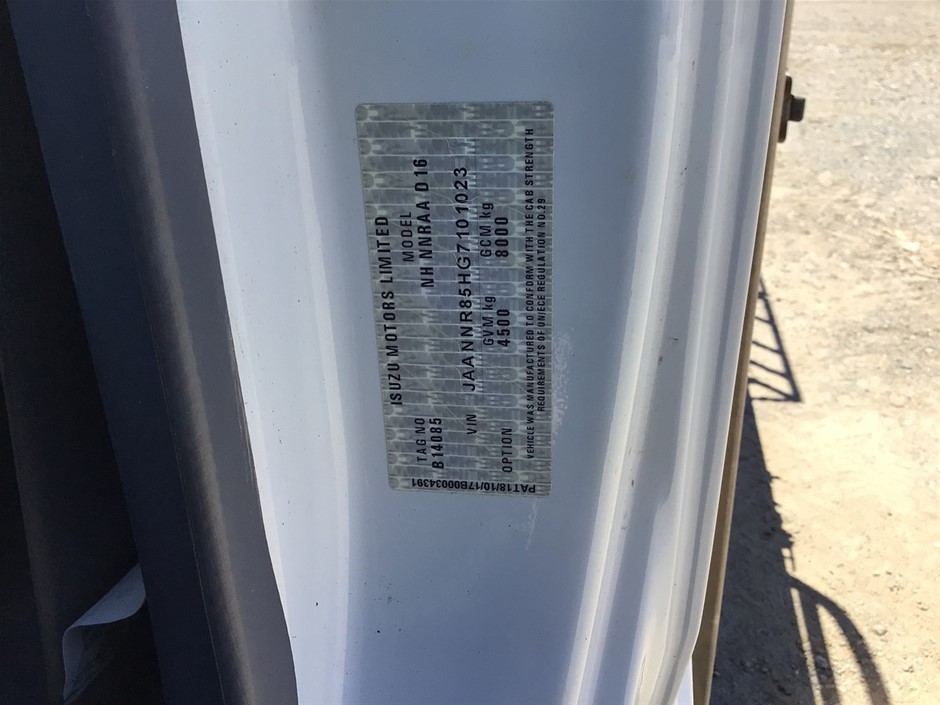 ISUZU MOTORS LIMITED
TAG NO MODEL
B14085 NH NNRAA D16
VIN JAANNR85HG7101023
GVM kg GCM kg
OPTION 4500 8000
VEHICLE WAS MANUFACTURED TO CONFORM WITH THE CAB STRENGTH
REQUIREMENTS OF UNIECE REGULATION NO.29
PAT18/10/17B00034391